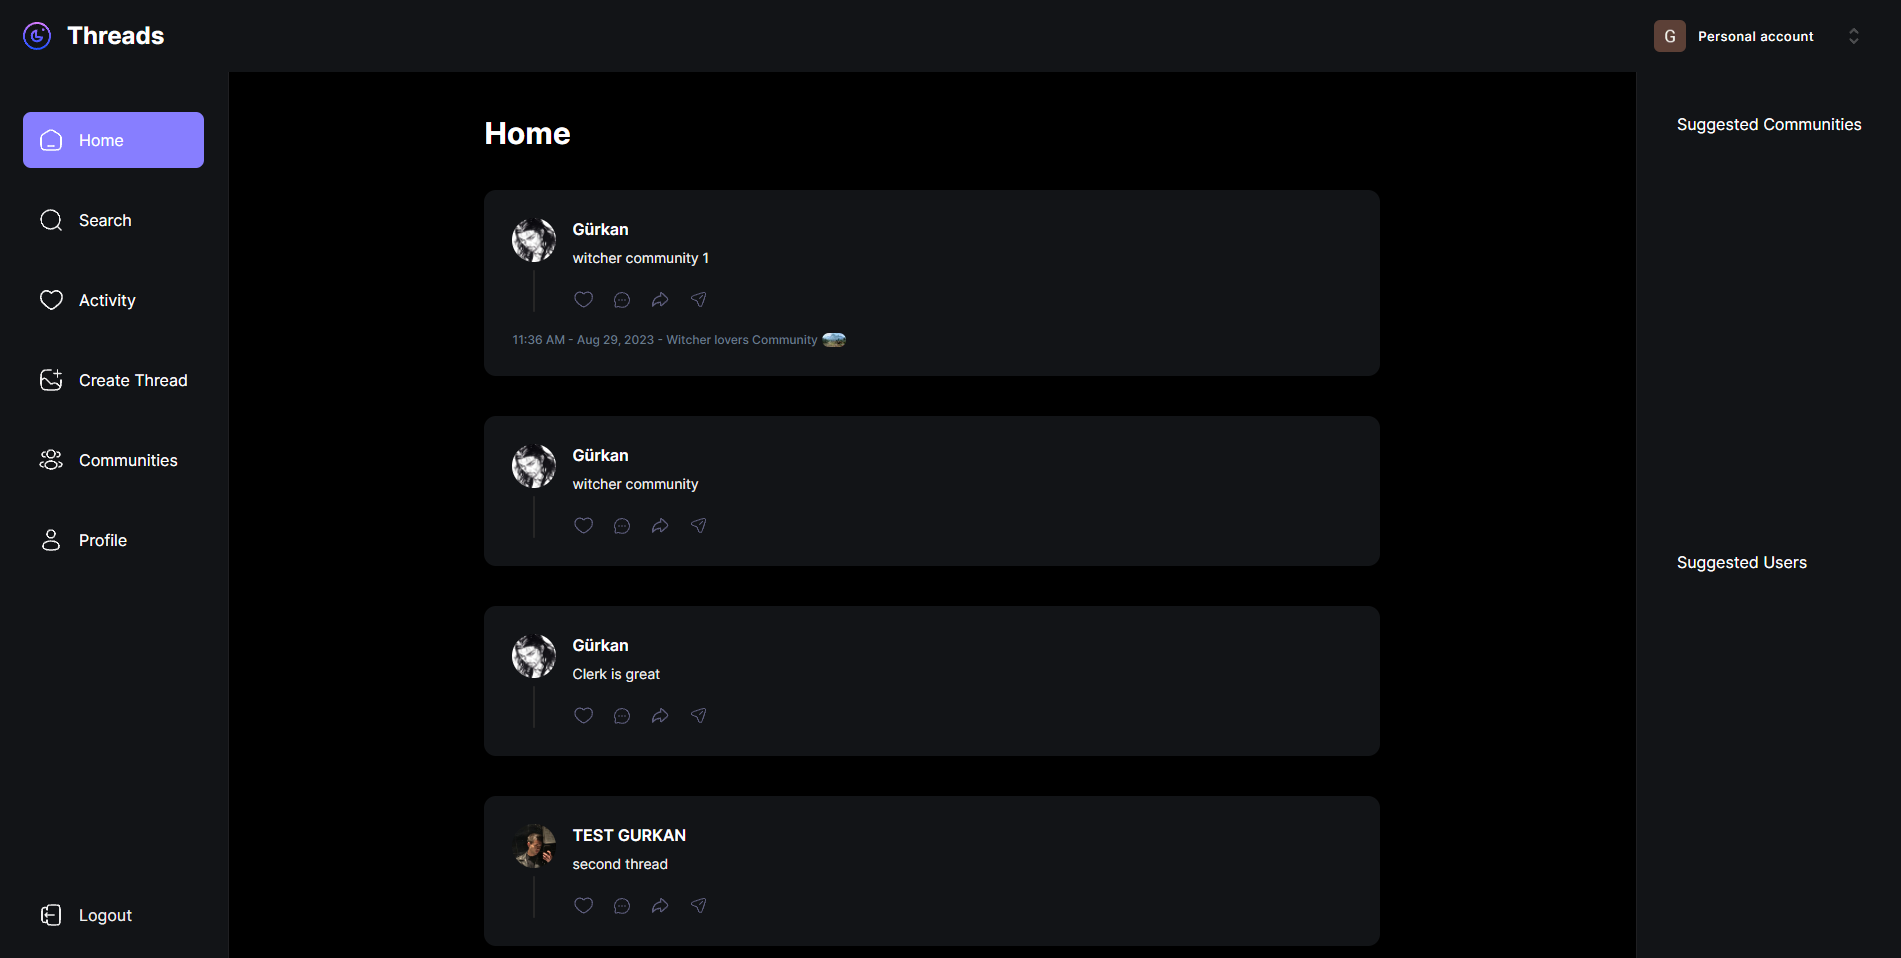 Threads
G Personal account
Home
Search
Activity
Create Thread
Communities
Profile
Logout
Home
Gürkan
witcher community 1
11:36 AM - Aug 29, 2023 - Witcher lovers Community
Gürkan
witcher community
Gürkan
Clerk is great
TEST GURKAN
second thread
Suggested Communities
Suggested Users